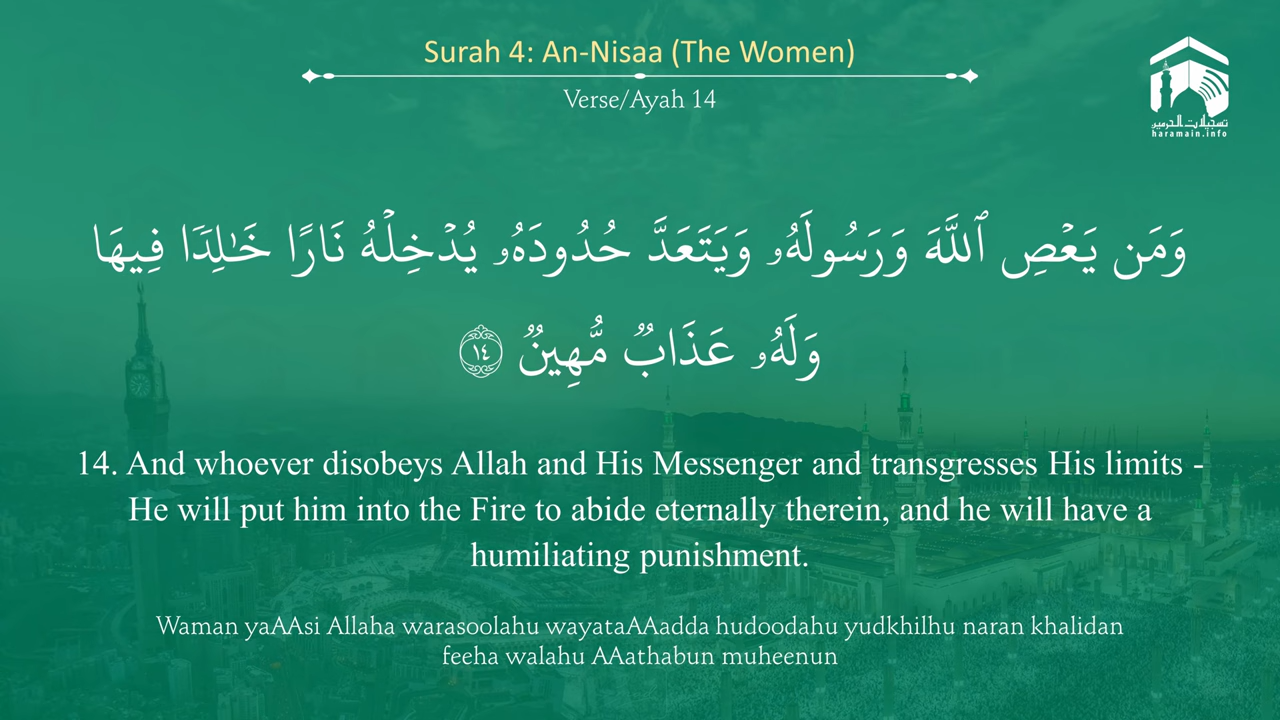 Surah 4: An-Nisaa (The Women)
Verse/Ayah 14
تسجيلات الحرمين
haramain.info
وَمَن يَعۡصِ ٱللَّهَ وَرَسُولَهُۥ وَيَتَعَدَّ حُدُودَهُۥ يُدۡخِلۡهُ نَارًا خَٰلِدٗا فِيهَا
وَلَهُۥ عَذَابٞ مُّهِينٞ ١٤
14. And whoever disobeys Allah and His Messenger and transgresses His limits -
He will put him into the Fire to abide eternally therein, and he will have a
humiliating punishment.
Waman yaAAsi Allaha warasoolahu wayataAAadda hudoodahu yudkhilhu naran khalidan
feeha walahu AAathabun muheenun